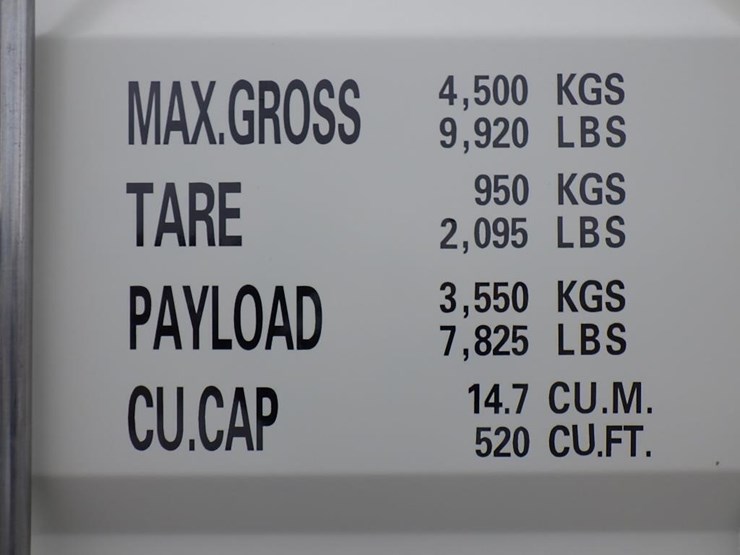 MAX.GROSS 4,500 KGS
9,920 LBS
TARE 950 KGS
2,095 LBS
PAYLOAD 3,550 KGS
7,825 LBS
CU.CAP 14.7 CU.M.
520 CU.FT.